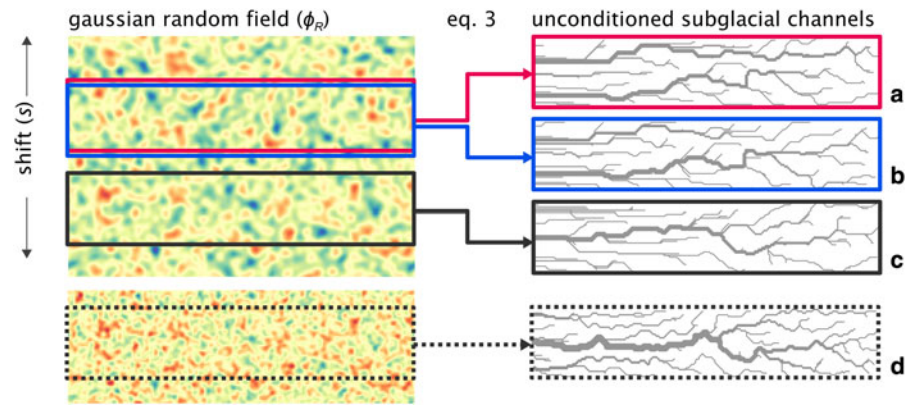 gaussian random field (ϕR)
eq. 3
unconditioned subglacial channels
shift (s)
a
b
c
d